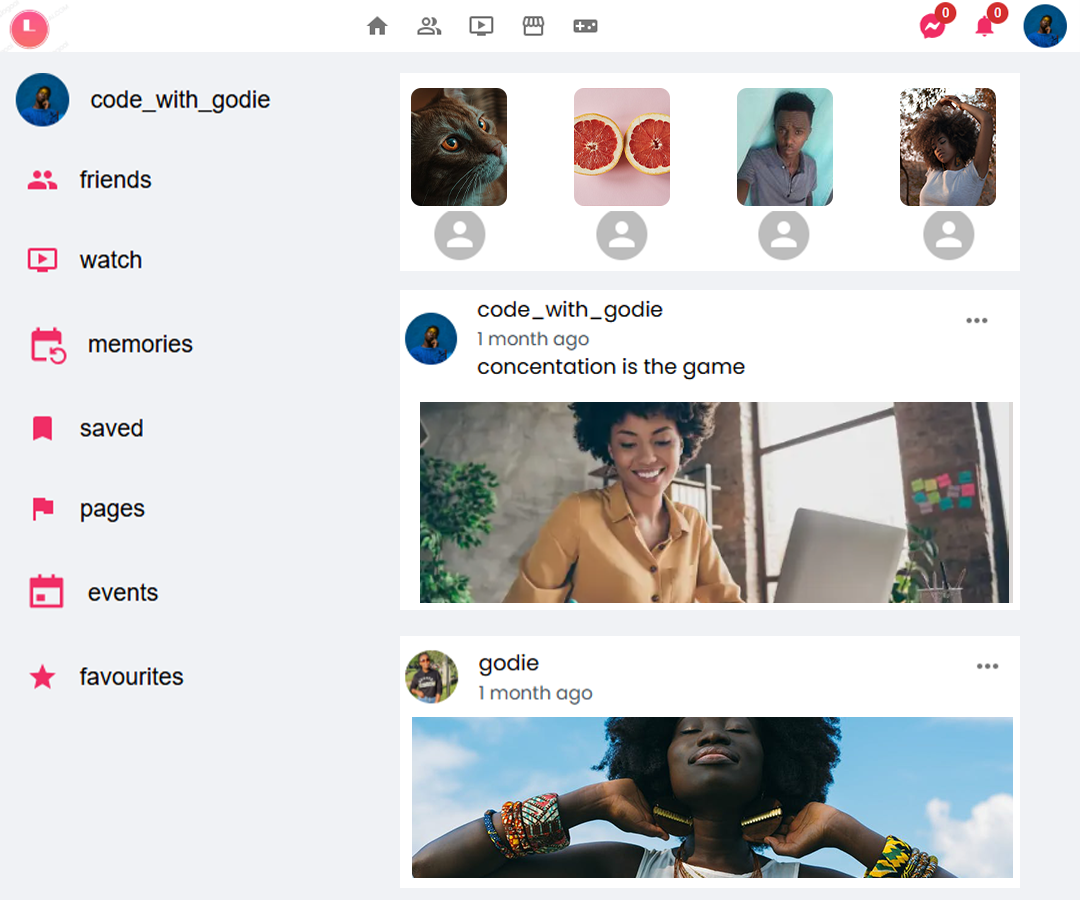 L
0
0
code_with_godie
friends
watch
memories
saved
pages
events
favourites
code_with_godie
1 month ago
concentation is the game
godie
1 month ago